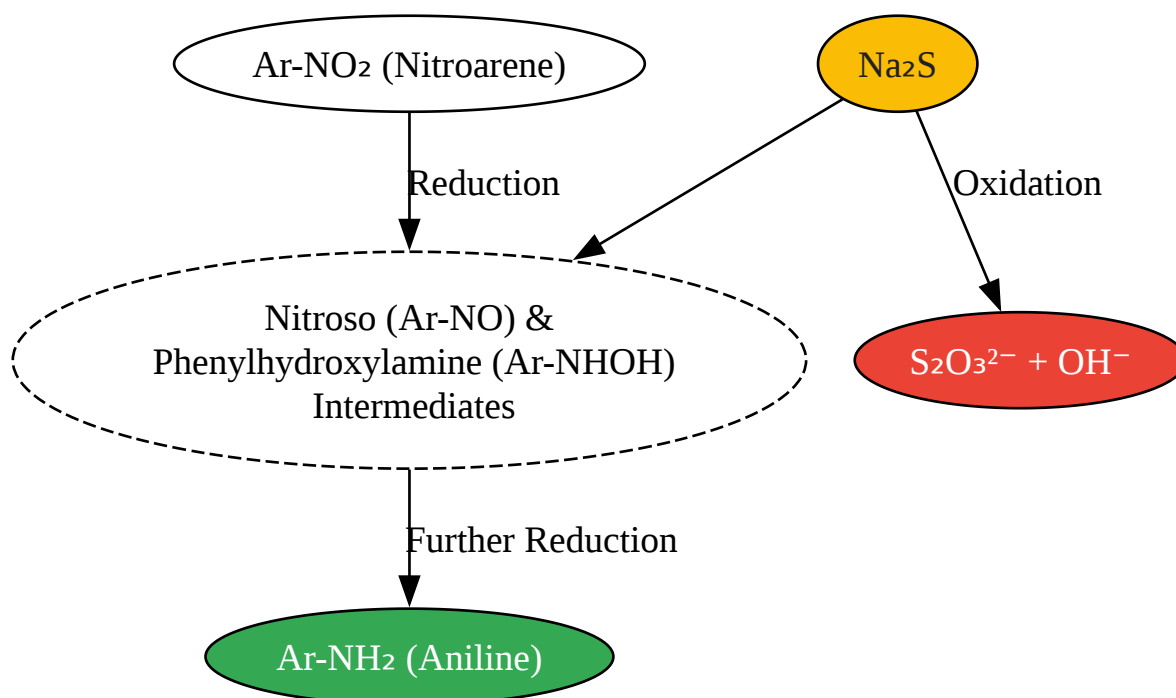 Ar-NO₂ (Nitroarene)
Na₂S
Reduction
Oxidation
Nitroso (Ar-NO) &
Phenylhydroxylamine (Ar-NHOH)
Intermediates
S₂O₃²⁻ + OH⁻
Further Reduction
Ar-NH₂ (Aniline)